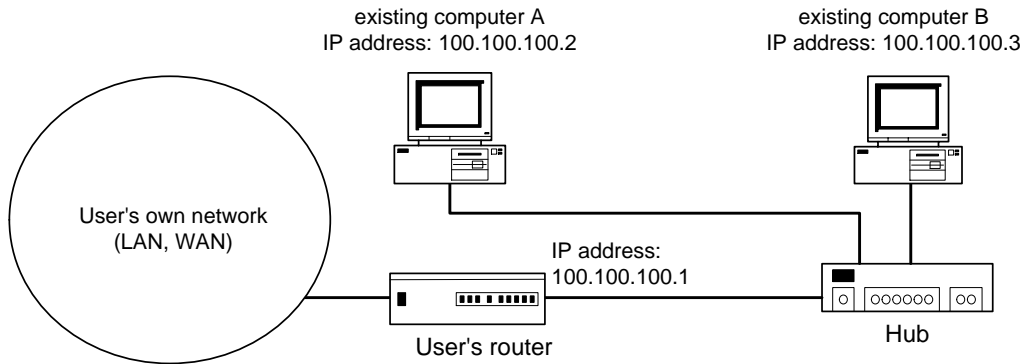 existing computer A
IP address: 100.100.100.2
existing computer B
IP address: 100.100.100.3
User's own network
(LAN, WAN)
IP address:
100.100.100.1
User's router
Hub